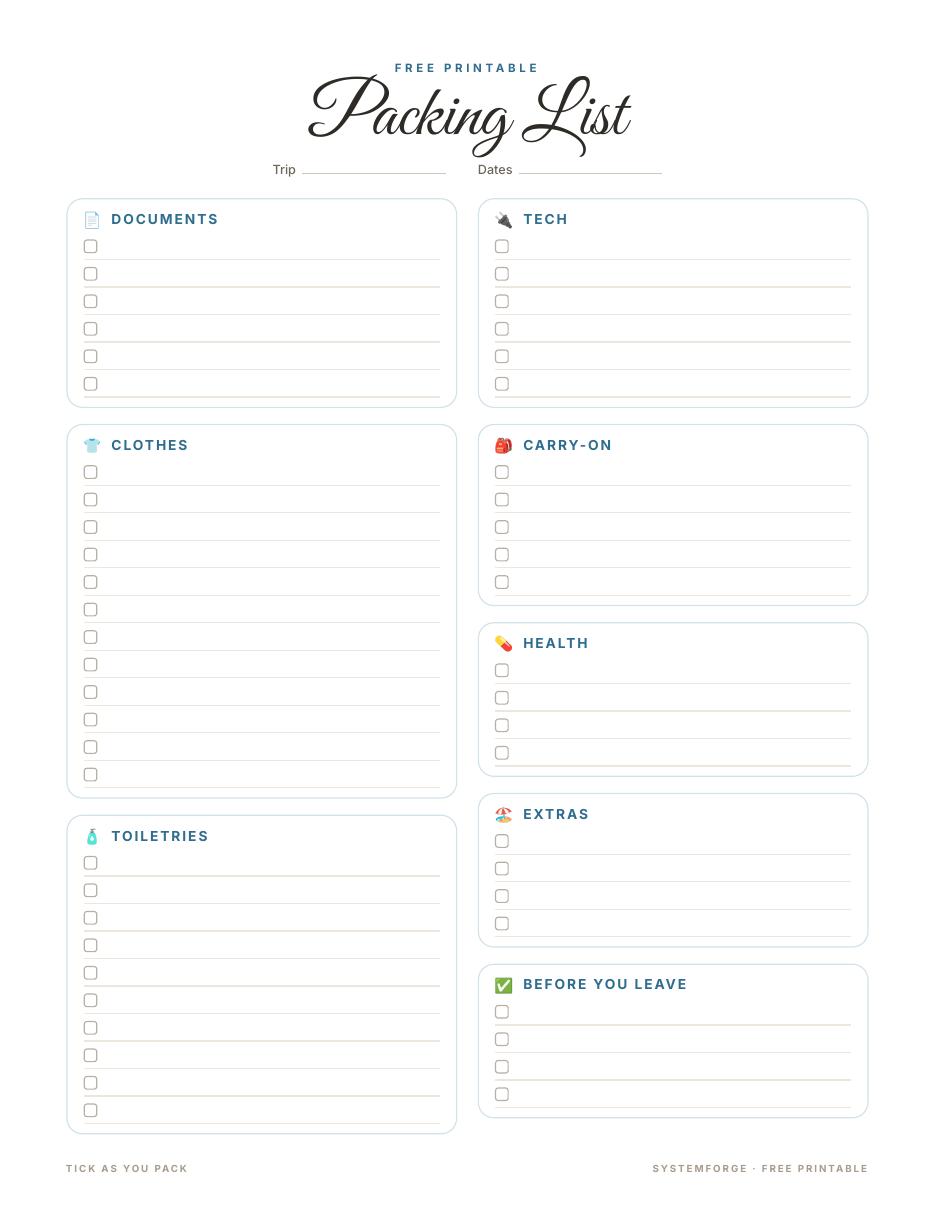 FREE PRINTABLE
Packing List
Trip
Dates
DOCUMENTS
CLOTHES
TOILETRIES
TECH
CARRY-ON
HEALTH
EXTRAS
BEFORE YOU LEAVE
TICK AS YOU PACK
SYSTEMFORGE · FREE PRINTABLE